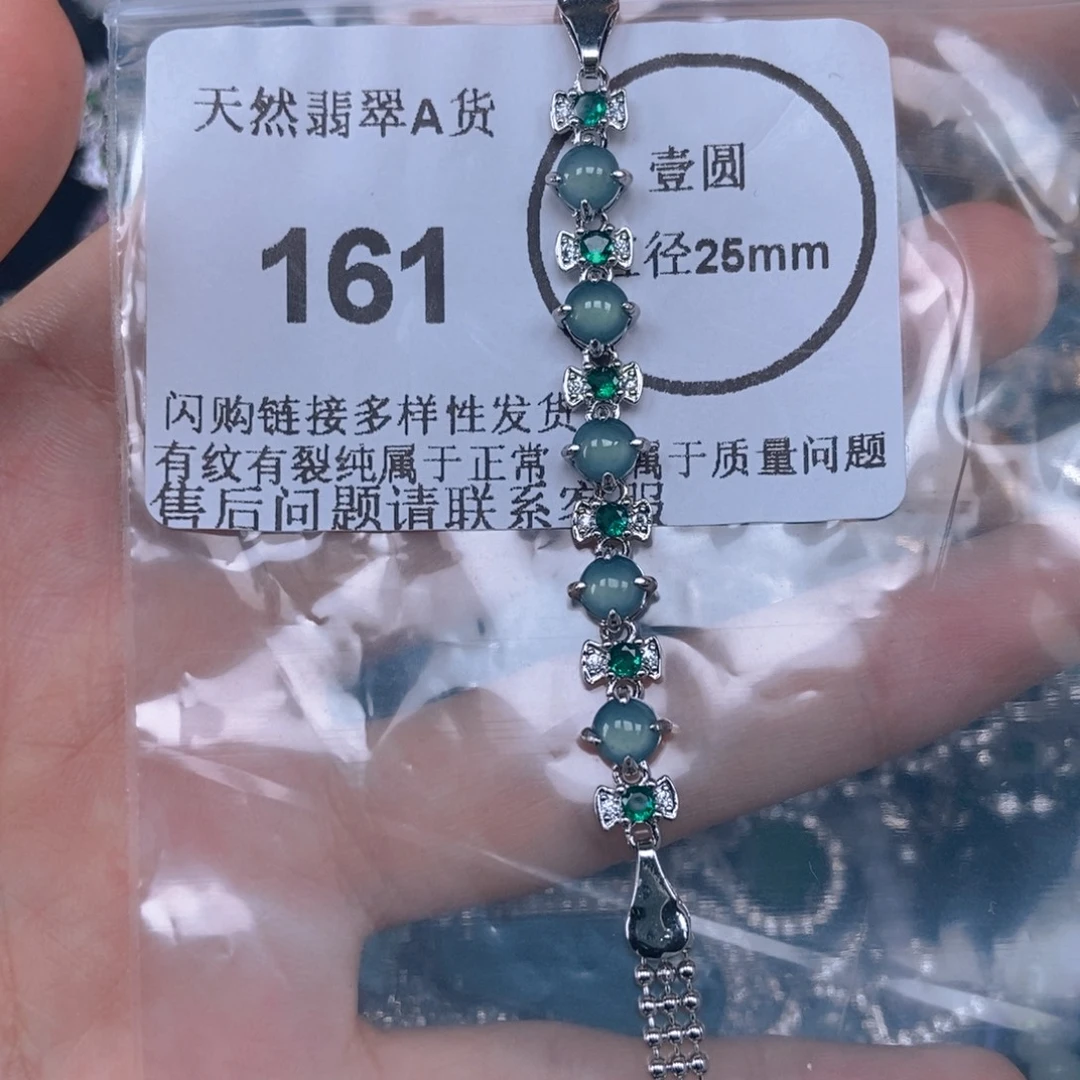 天然翡翠A货
壹圆
径25mm
161
闪购链接多样性发货
有纹有裂纯属于正常 属于质量问题
售后问题请联系客服